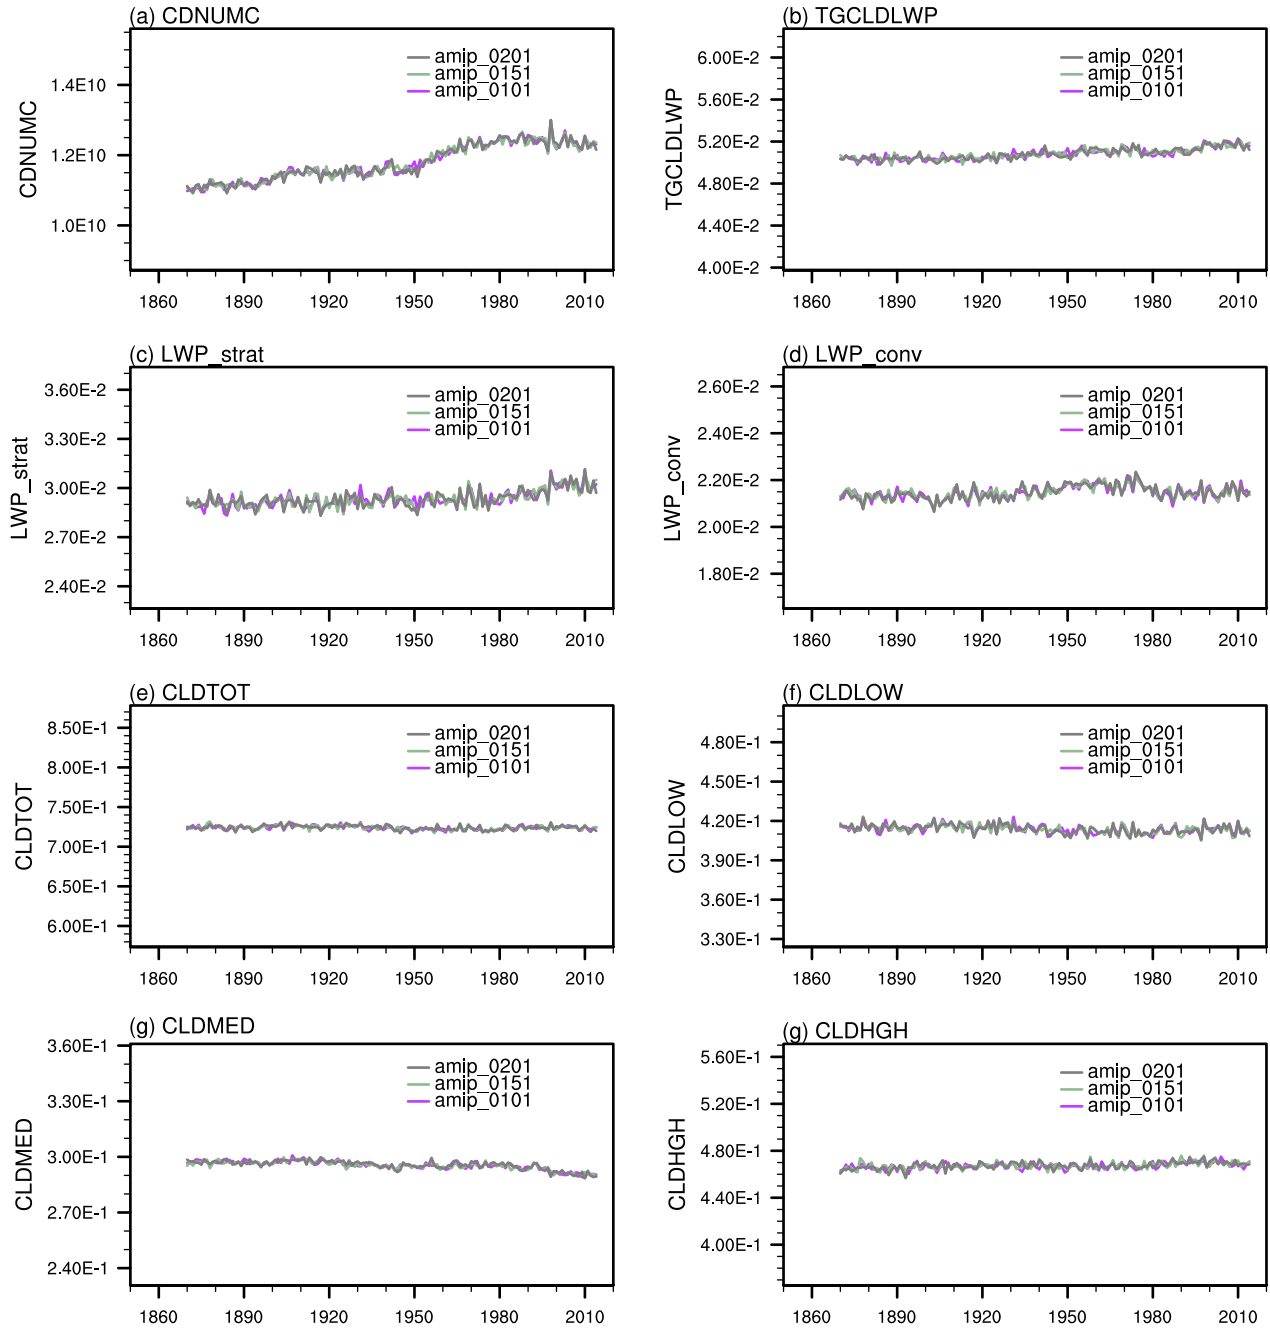 (a) CDNUMC
amip_0201
amip_0151
amip_0101
1.4E10
1.2E10
1.0E10
CDNUMC
1860 1890 1920 1950 1980 2010
(b) TGCLDLWP
amip_0201
amip_0151
amip_0101
6.00E-2
5.60E-2
5.20E-2
4.80E-2
4.40E-2
4.00E-2
TGCLDLWP
1860 1890 1920 1950 1980 2010
(c) LWP_strat
amip_0201
amip_0151
amip_0101
3.60E-2
3.30E-2
3.00E-2
2.70E-2
2.40E-2
LWP_strat
1860 1890 1920 1950 1980 2010
(d) LWP_conv
amip_0201
amip_0151
amip_0101
2.60E-2
2.40E-2
2.20E-2
2.00E-2
1.80E-2
LWP_conv
1860 1890 1920 1950 1980 2010
(e) CLDTOT
amip_0201
amip_0151
amip_0101
8.50E-1
8.00E-1
7.50E-1
7.00E-1
6.50E-1
6.00E-1
CLDTOT
1860 1890 1920 1950 1980 2010
(f) CLDLOW
amip_0201
amip_0151
amip_0101
4.80E-1
4.50E-1
4.20E-1
3.90E-1
3.60E-1
3.30E-1
CLDLOW
1860 1890 1920 1950 1980 2010
(g) CLDMED
amip_0201
amip_0151
amip_0101
3.60E-1
3.30E-1
3.00E-1
2.70E-1
2.40E-1
CLDMED
1860 1890 1920 1950 1980 2010
(g) CLDHGH
amip_0201
amip_0151
amip_0101
5.60E-1
5.20E-1
4.80E-1
4.40E-1
4.00E-1
CLDHGH
1860 1890 1920 1950 1980 2010